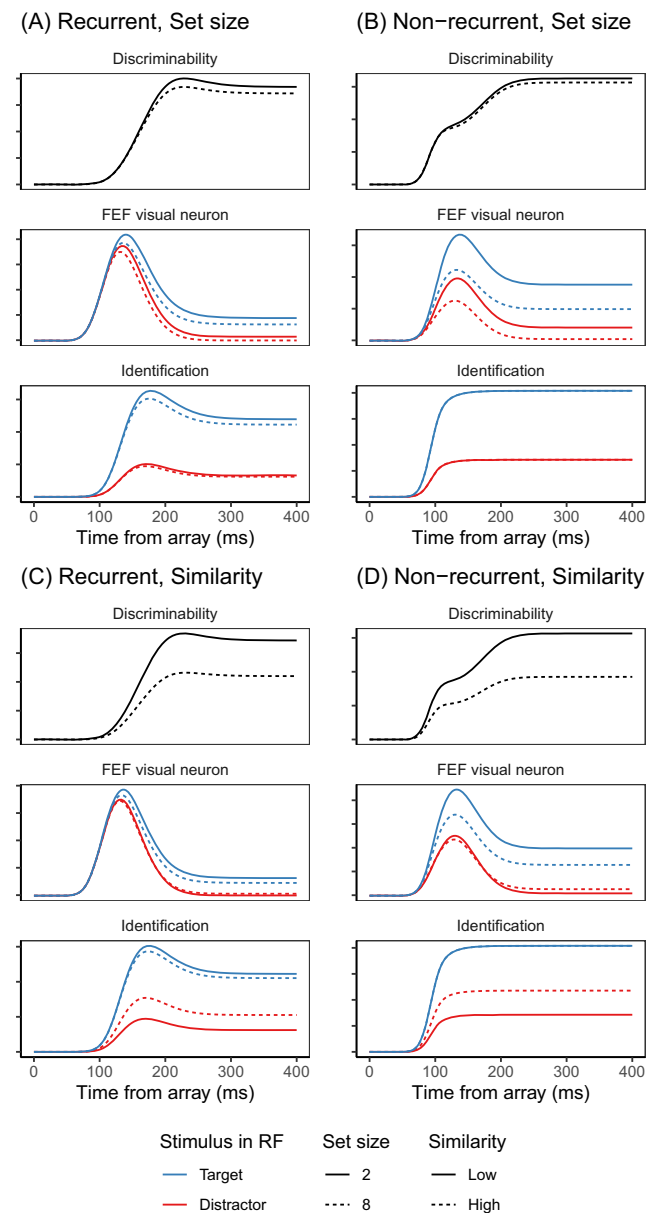 (A) Recurrent, Set size
Discriminability
FEF visual neuron
Identification
0 100 200 300 400
Time from array (ms)
(B) Non−recurrent, Set size
Discriminability
FEF visual neuron
Identification
0 100 200 300 400
Time from array (ms)
(C) Recurrent, Similarity
Discriminability
FEF visual neuron
Identification
0 100 200 300 400
Time from array (ms)
(D) Non−recurrent, Similarity
Discriminability
FEF visual neuron
Identification
0 100 200 300 400
Time from array (ms)
Stimulus in RF Set size Similarity
Target 2 Low
Distractor 8 High